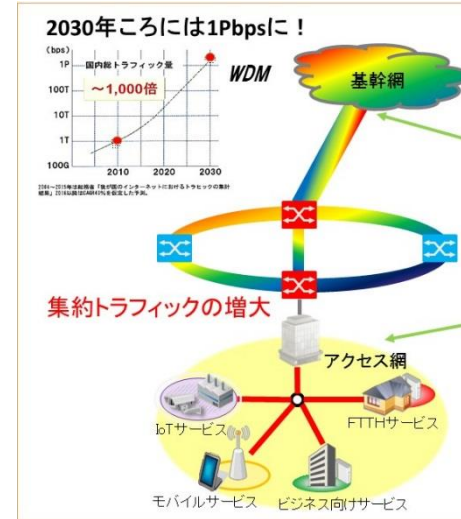 2030年ころには1Pbpsに！
(bps)
国内総トラフィック量
1P
～1,000倍
100T
10T
1T
100G
2010 2020 2030
WDM
基幹網
集約トラフィックの増大
アクセス網
IoTサービス
FTTHサービス
モバイルサービス
ビジネス向けサービス